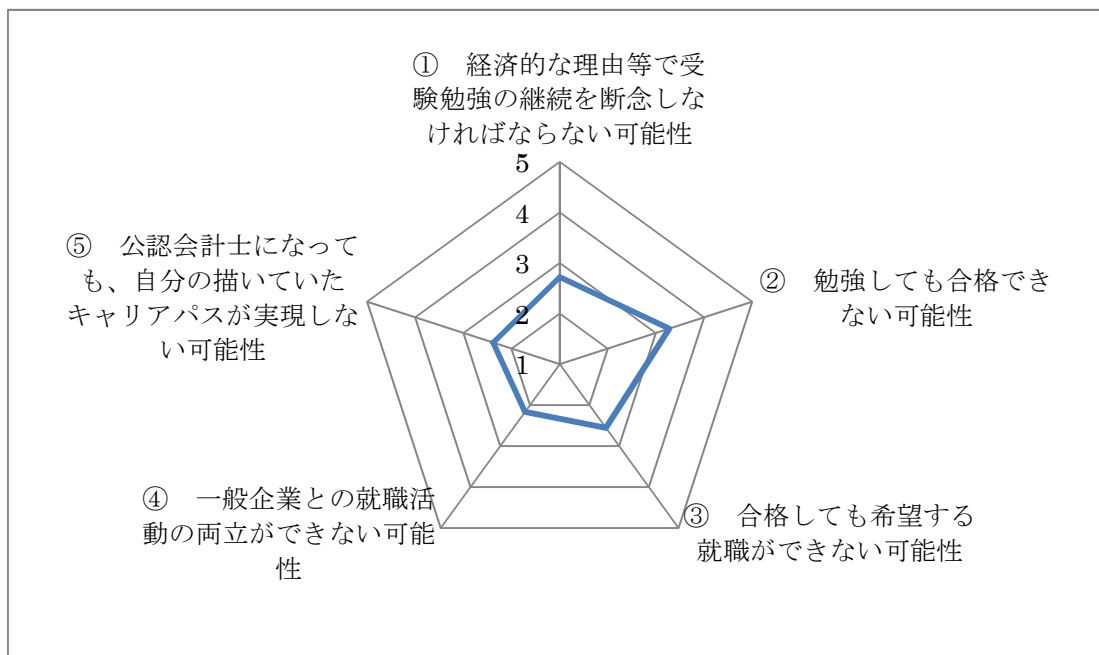 ① 経済的な理由等で受
験勉強の継続を断念しな
ければならない可能性
5
4
3
2
1
② 勉強しても合格でき
ない可能性
③ 合格しても希望する
就職ができない可能性
④ 一般企業との就職活
動の両立ができない可能
性
⑤ 公認会計士になって
も、自分の描いていた
キャリアパスが実現しな
い可能性